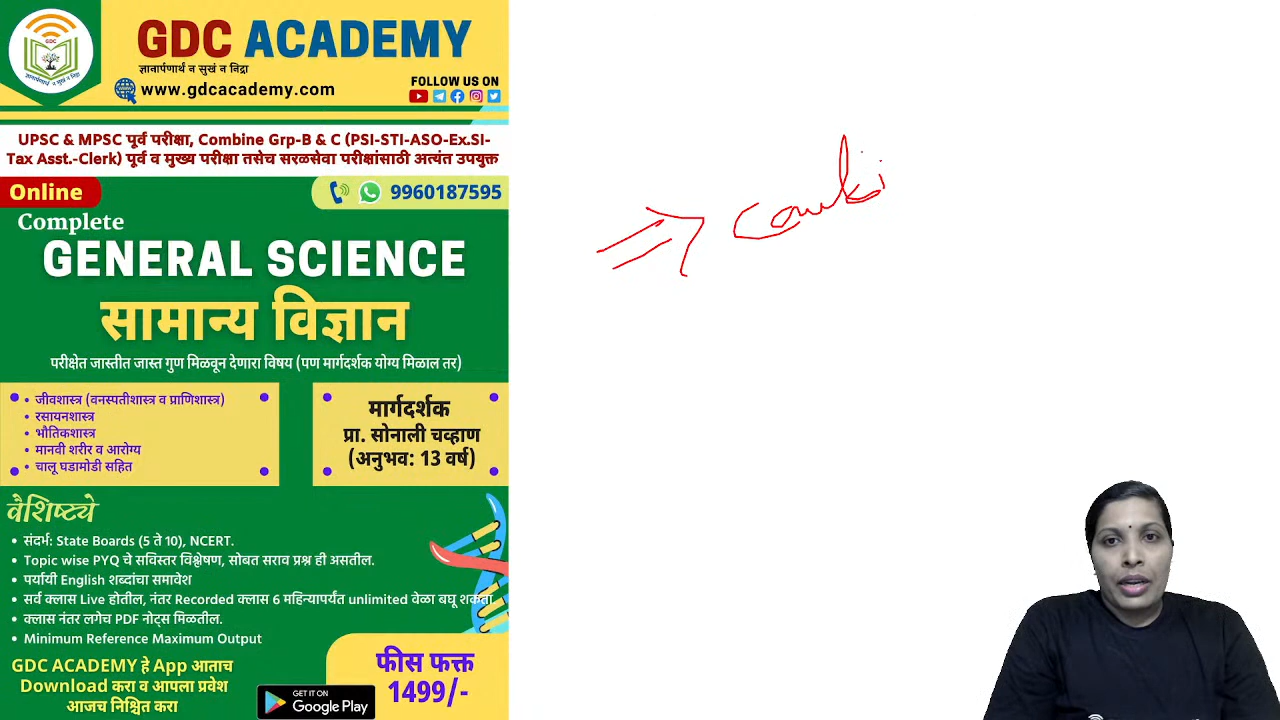 GDC ACADEMY
ज्ञानार्पणार्थं न सुखं न निद्रा
www.gdcacademy.com
FOLLOW US ON
UPSC & MPSC पूर्व परीक्षा, Combine Grp-B & C (PSI-STI-ASO-Ex.SI-
Tax Asst.-Clerk) पूर्व व मुख्य परीक्षा तसेच सरळसेवा परीक्षांसाठी अत्यंत उपयुक्त
Online
9960187595
Complete
GENERAL SCIENCE
सामान्य विज्ञान
परीक्षेत जास्तीत जास्त गुण मिळवून देणारा विषय (पण मार्गदर्शक योग्य मिळाल तर)
• जीवशास्त्र (वनस्पतीशास्त्र व प्राणिशास्त्र)
• रसायनशास्त्र
• भौतिकशास्त्र
• मानवी शरीर व आरोग्य
• चालू घडामोडी सहित
मार्गदर्शक
प्रा. सोनाली चव्हाण
(अनुभव: 13 वर्ष)
वैशिष्ट्ये
• संदर्भ: State Boards (5 ते 10), NCERT.
• Topic wise PYQ चे सविस्तर विश्लेषण, सोबत सराव प्रश्न ही असतील.
• पर्यायी English शब्दांचा समावेश
• सर्व क्लास Live होतील, नंतर Recorded क्लास 6 महिन्यापर्यंत unlimited वेळा बघू शकता.
• क्लास नंतर लगेच PDF नोट्स मिळतील.
• Minimum Reference Maximum Output
GDC ACADEMY हे App आताच
Download करा व आपला प्रवेश
आजच निश्चित करा
GET IT ON
Google Play
फीस फक्त
1499/-